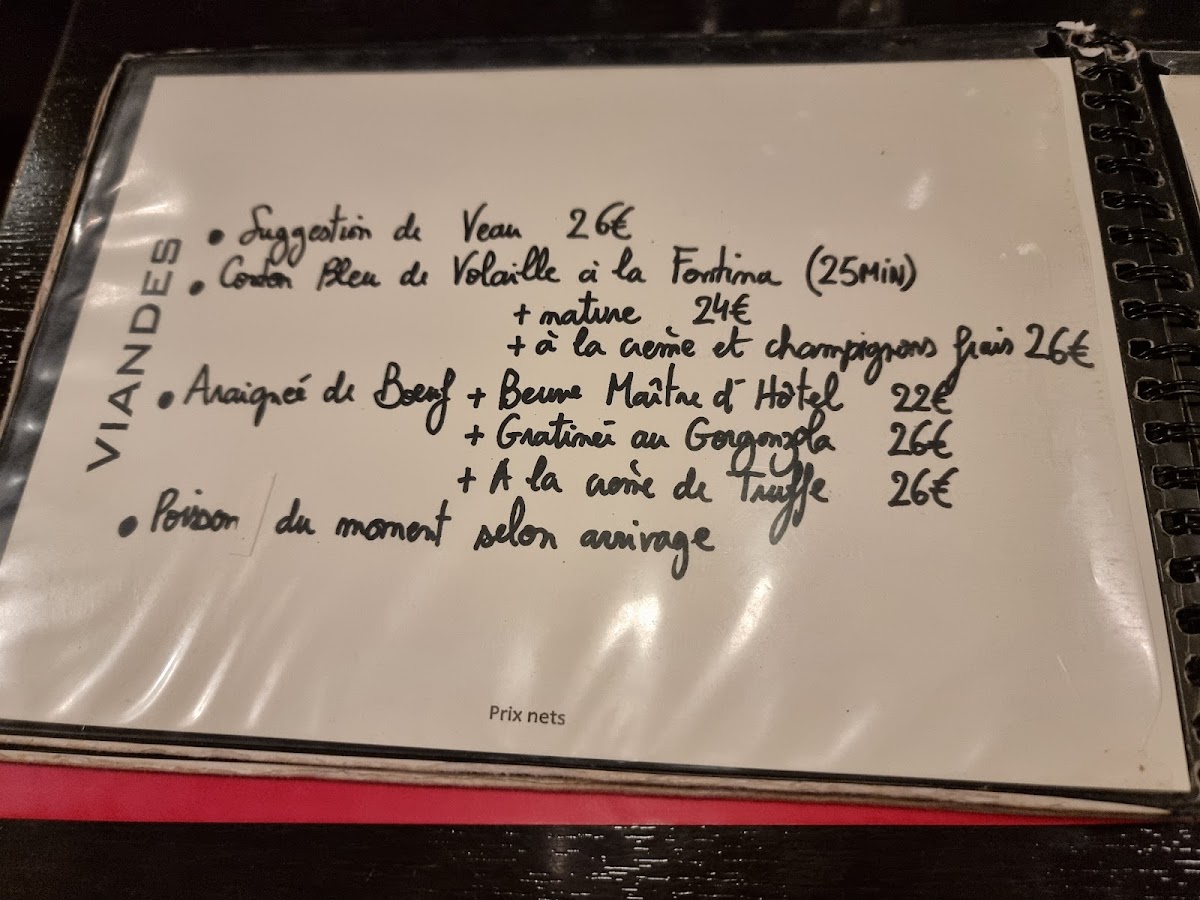 VIANDES
• Suggestion de Veau 26€
• Cordon Bleu de Volaille à la Fontina (25MiN)
+ nature 24€
+ à la crème et champignons frais 26€
• Araignée de Boeuf + Beurre Maître d'Hôtel 22€
+ Gratinée au Gorgonzola 26€
+ A la crème de Truffe 26€
• Poisson du moment selon arrivage
Prix nets